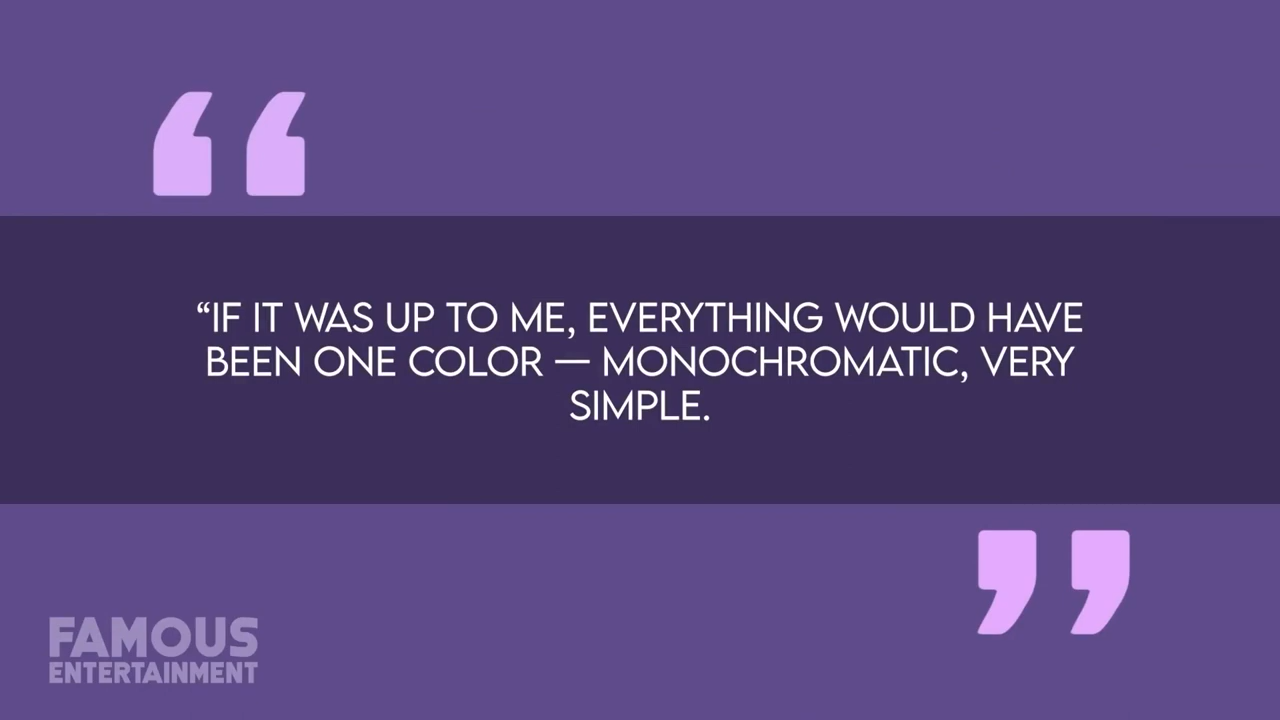 “IF IT WAS UP TO ME, EVERYTHING WOULD HAVE
BEEN ONE COLOR — MONOCHROMATIC, VERY
SIMPLE.
FAMOUS
ENTERTAINMENT